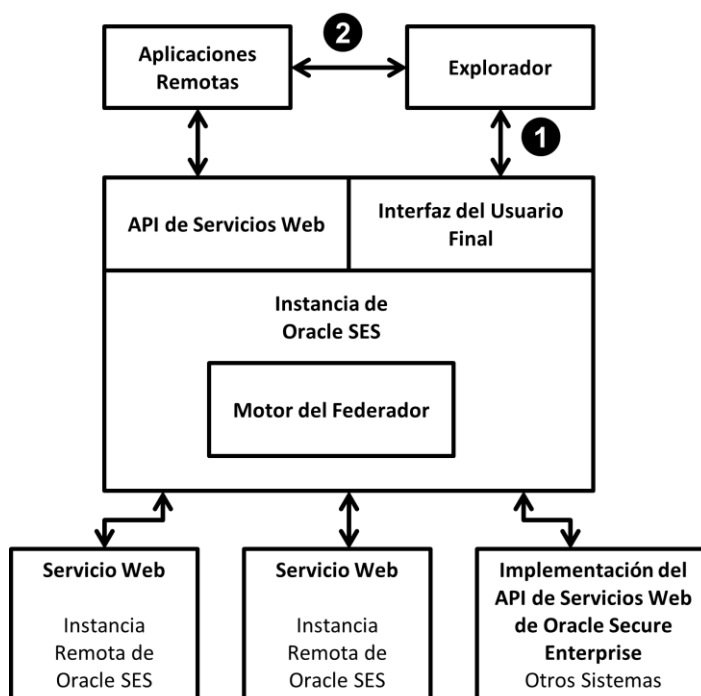 2
Aplicaciones
Remotas
Explorador
1
API de Servicios Web
Interfaz del Usuario
Final
Instancia de
Oracle SES
Motor del Federador
Servicio Web
Instancia
Remota de
Oracle SES
Servicio Web
Instancia
Remota de
Oracle SES
Implementación del
API de Servicios Web
de Oracle Secure
Enterprise
Otros Sistemas